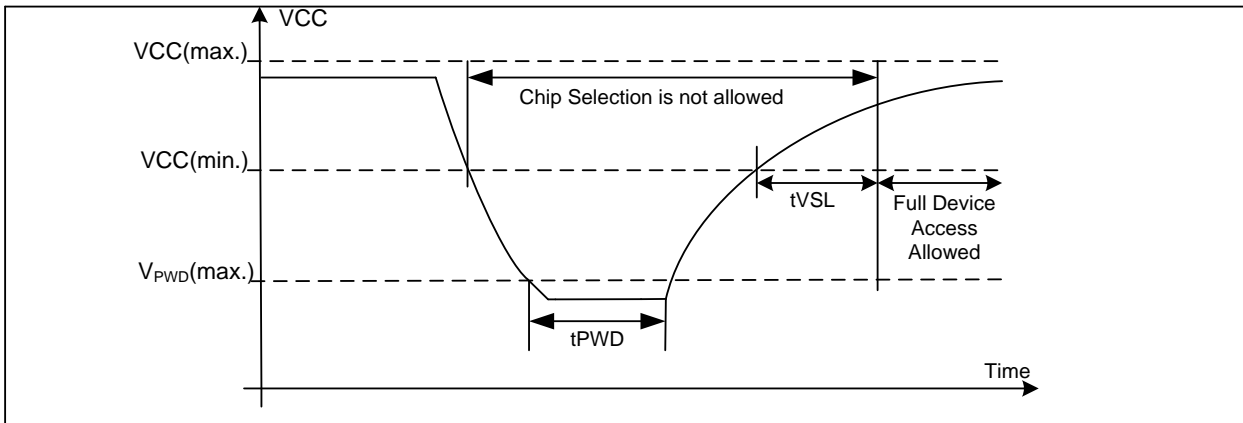 VCC
VCC(max.)
Chip Selection is not allowed
VCC(min.)
tVSL
Full Device
Access
Allowed
VPWD(max.)
tPWD
Time